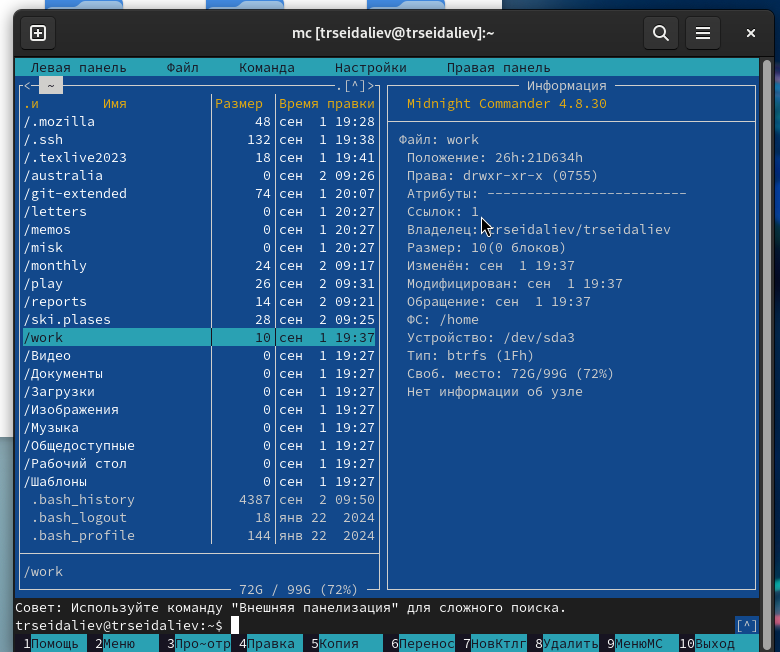 mc [trseidaliev@trseidaliev]:~
Левая панель Файл Команда Настройки Правая панель
<─ ~ .[^]>
.и Имя Размер Время правки
/.mozilla 48 сен 1 19:28
/.ssh 132 сен 1 19:38
/.texlive2023 18 сен 1 19:41
/australia 0 сен 2 09:26
/git-extended 74 сен 1 20:07
/letters 0 сен 1 20:27
/memos 0 сен 1 20:27
/misk 0 сен 1 20:27
/monthly 24 сен 2 09:17
/play 26 сен 2 09:31
/reports 14 сен 2 09:21
/ski.plases 28 сен 2 09:25
/work 10 сен 1 19:37
/Видео 0 сен 1 19:27
/Документы 0 сен 1 19:27
/Загрузки 0 сен 1 19:27
/Изображения 0 сен 1 19:27
/Музыка 0 сен 1 19:27
/Общедоступные 0 сен 1 19:27
/Рабочий стол 0 сен 1 19:27
/Шаблоны 0 сен 1 19:27
.bash_history 4387 сен 2 09:50
.bash_logout 18 янв 22 2024
.bash_profile 144 янв 22 2024
/work
72G / 99G (72%)
Информация
Midnight Commander 4.8.30
Файл: work
Положение: 26h:21D634h
Права: drwxr-xr-x (0755)
Атрибуты: -------------------------
Ссылок: 1
Владелец: trseidaliev/trseidaliev
Размер: 10(0 блоков)
Изменён: сен 1 19:37
Модифицирован: сен 1 19:37
Обращение: сен 1 19:37
ФС: /home
Устройство: /dev/sda3
Тип: btrfs (1Fh)
Своб. место: 72G/99G (72%)
Нет информации об узле
Совет: Используйте команду "Внешняя панелизация" для сложного поиска.
trseidaliev@trseidaliev:~$ [^]
1Помощь 2Меню 3Про~отр 4Правка 5Копия 6Перенос 7НовКтлг 8Удалить 9МенюМС 10Выход